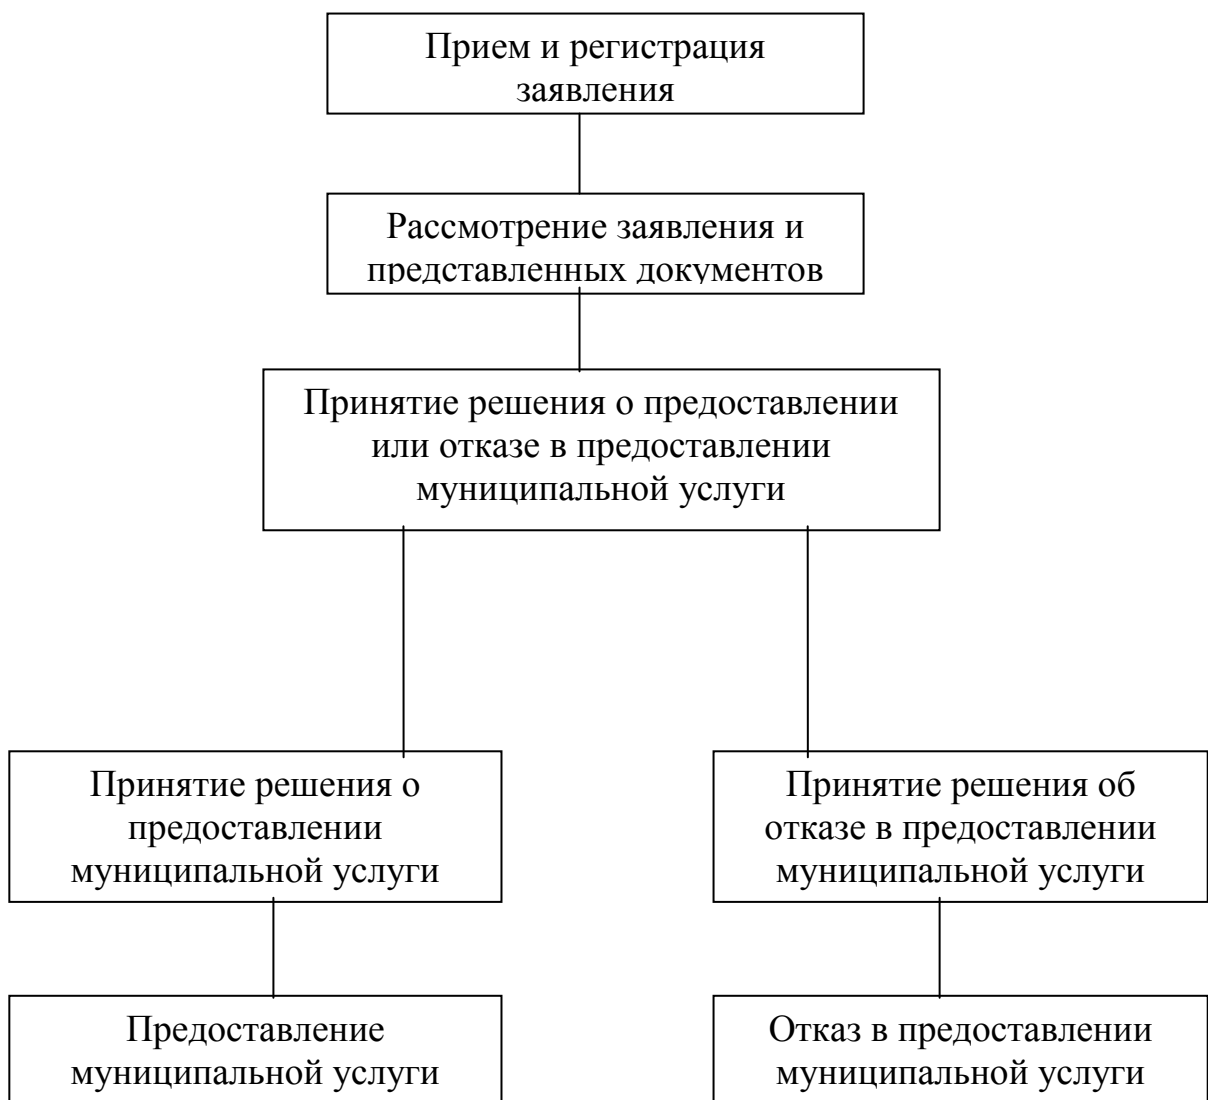 Прием и регистрация
заявления
Рассмотрение заявления и
представленных документов
Принятие решения о предоставлении
или отказе в предоставлении
муниципальной услуги
Принятие решения о
предоставлении
муниципальной услуги
Принятие решения об
отказе в предоставлении
муниципальной услуги
Предоставление
муниципальной услуги
Отказ в предоставлении
муниципальной услуги